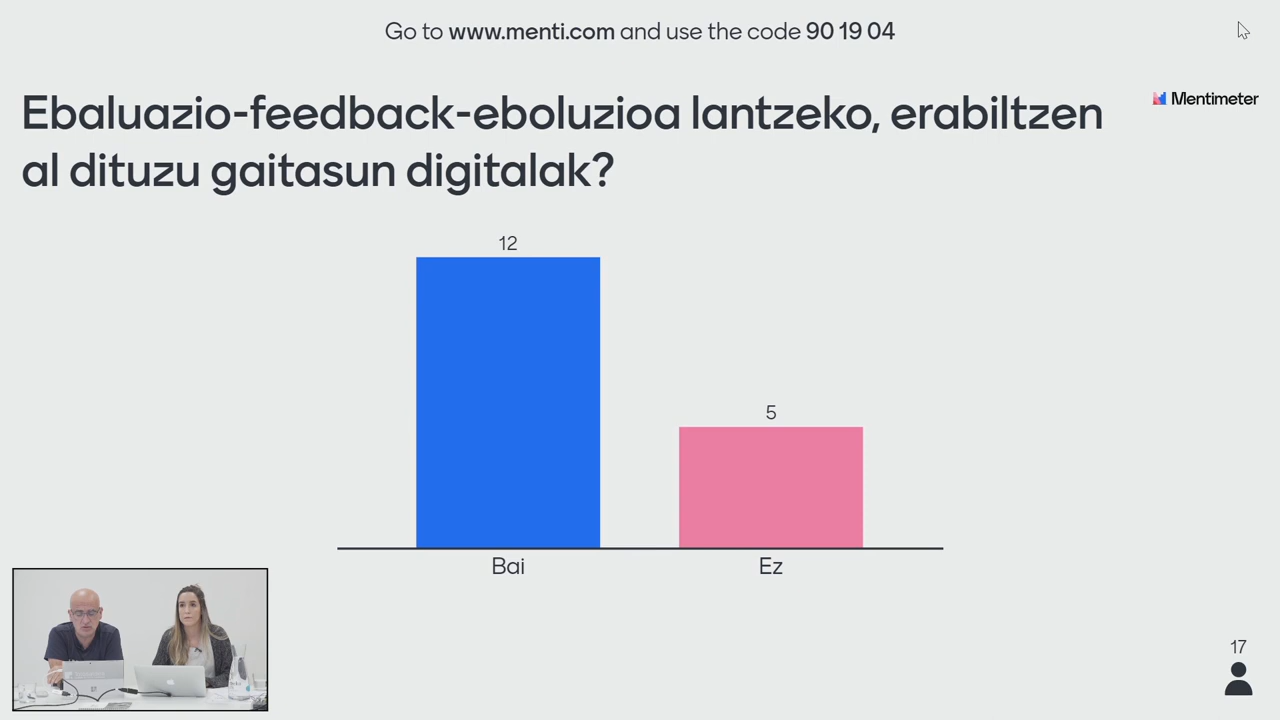 Go to www.menti.com and use the code 90 19 04
Ebaluazio-feedback-eboluzioa lantzeko, erabiltzen
al dituzu gaitasun digitalak?
Mentimeter
12
5
Bai
Ez
17